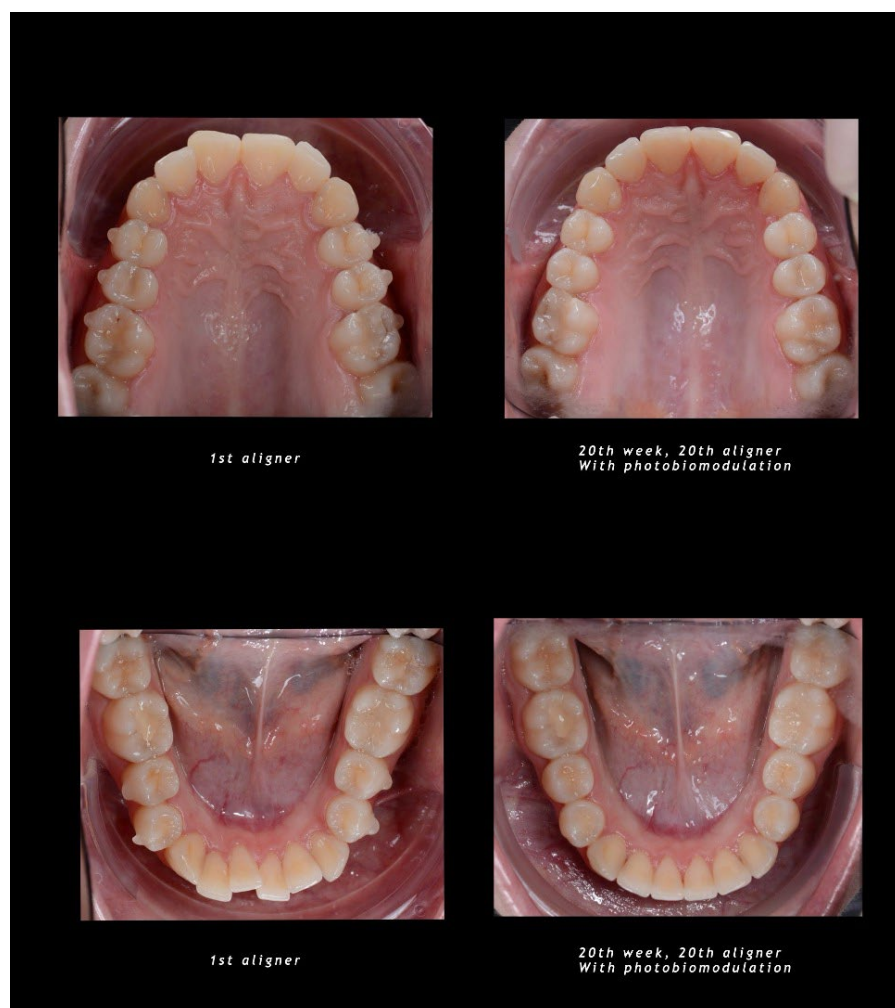 1st aligner
20th week, 20th aligner
With photobiomodulation
1st aligner
20th week, 20th aligner
With photobiomodulation